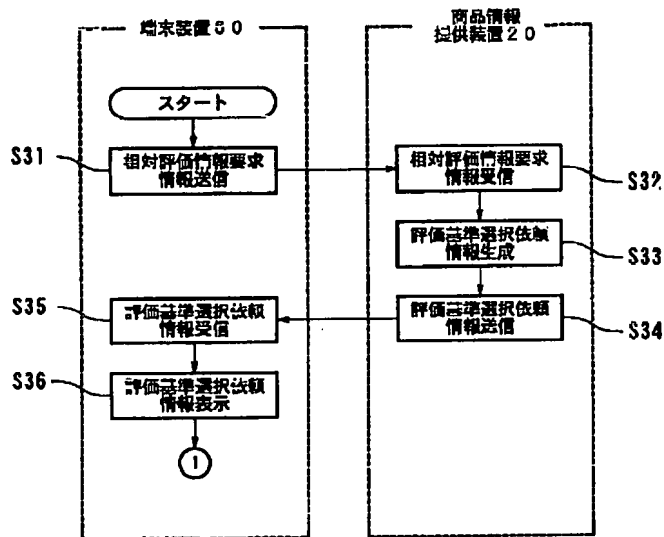 端末装置60
商品情報
提供装置20
スタート
S31
相対評価情報要求
情報送信
相対評価情報要求
情報受信
S32
評価基準選択依頼
情報生成
S33
S35
評価基準選択依頼
情報受信
評価基準選択依頼
情報送信
S34
S36
評価基準選択依頼
情報表示
1